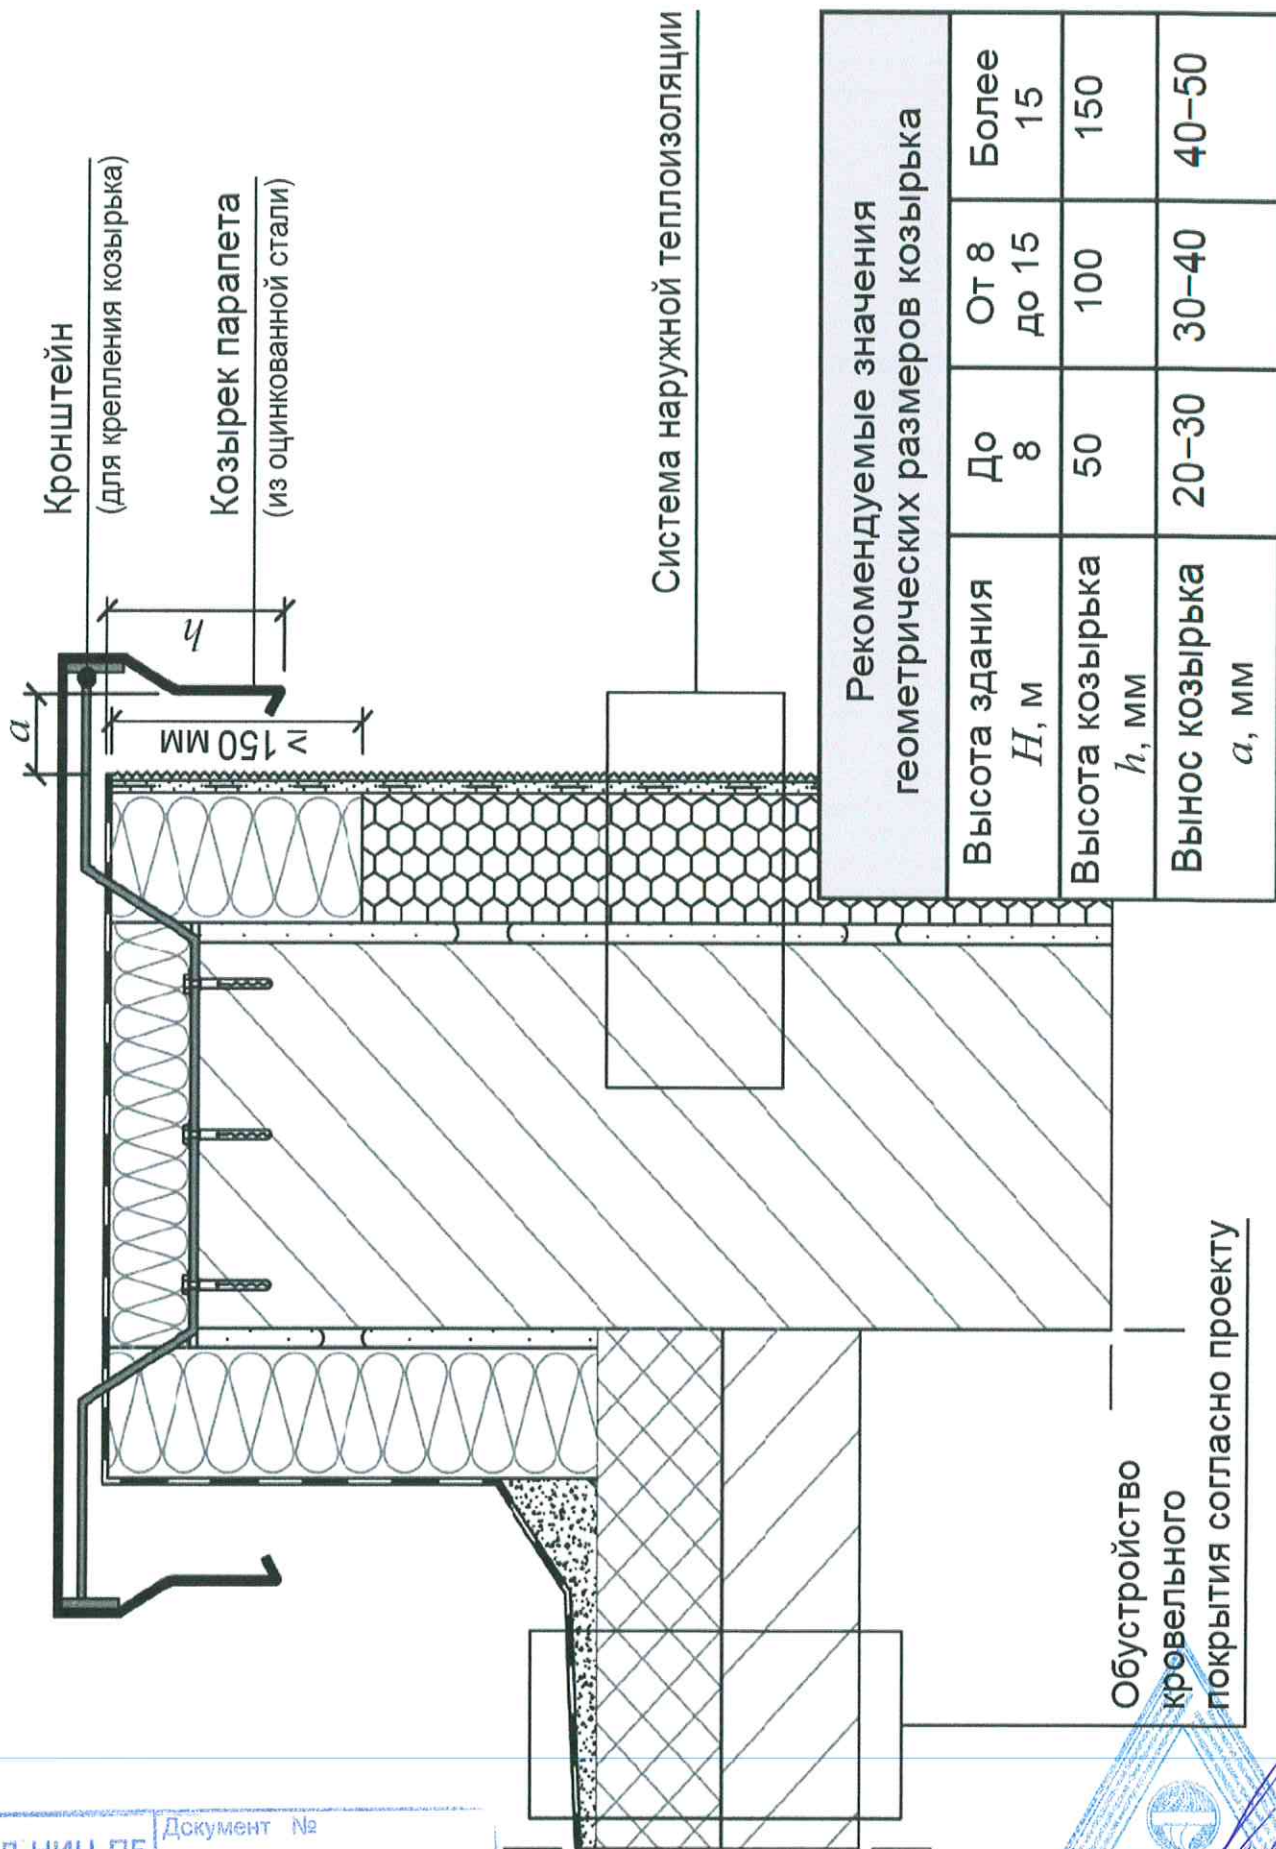 Кронштейн
(для крепления козырька)
Козырек парапета
(из оцинкованной стали)
a
h
≥ 150 мм
Система наружной теплоизоляции
Рекомендуемые значения
геометрических размеров козырька
Высота здания
H, м
До
8
От 8
до 15
Более
15
Высота козырька
h, мм
50
100
150
Вынос козырька
a, мм
20–30
30–40
40–50
Обустройство
кровельного
покрытия согласно проекту
Документ №